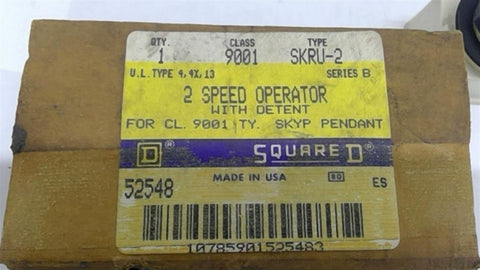 QTY. CLASS TYPE
1 9001 SKRU-2
U.L. TYPE 4, 4X, 13 SERIES B
2 SPEED OPERATOR
WITH DETENT
FOR CL. 9001 TY. SKYP PENDANT
D® SQUARE D®
MADE IN USA
52548 ES
10785901525483